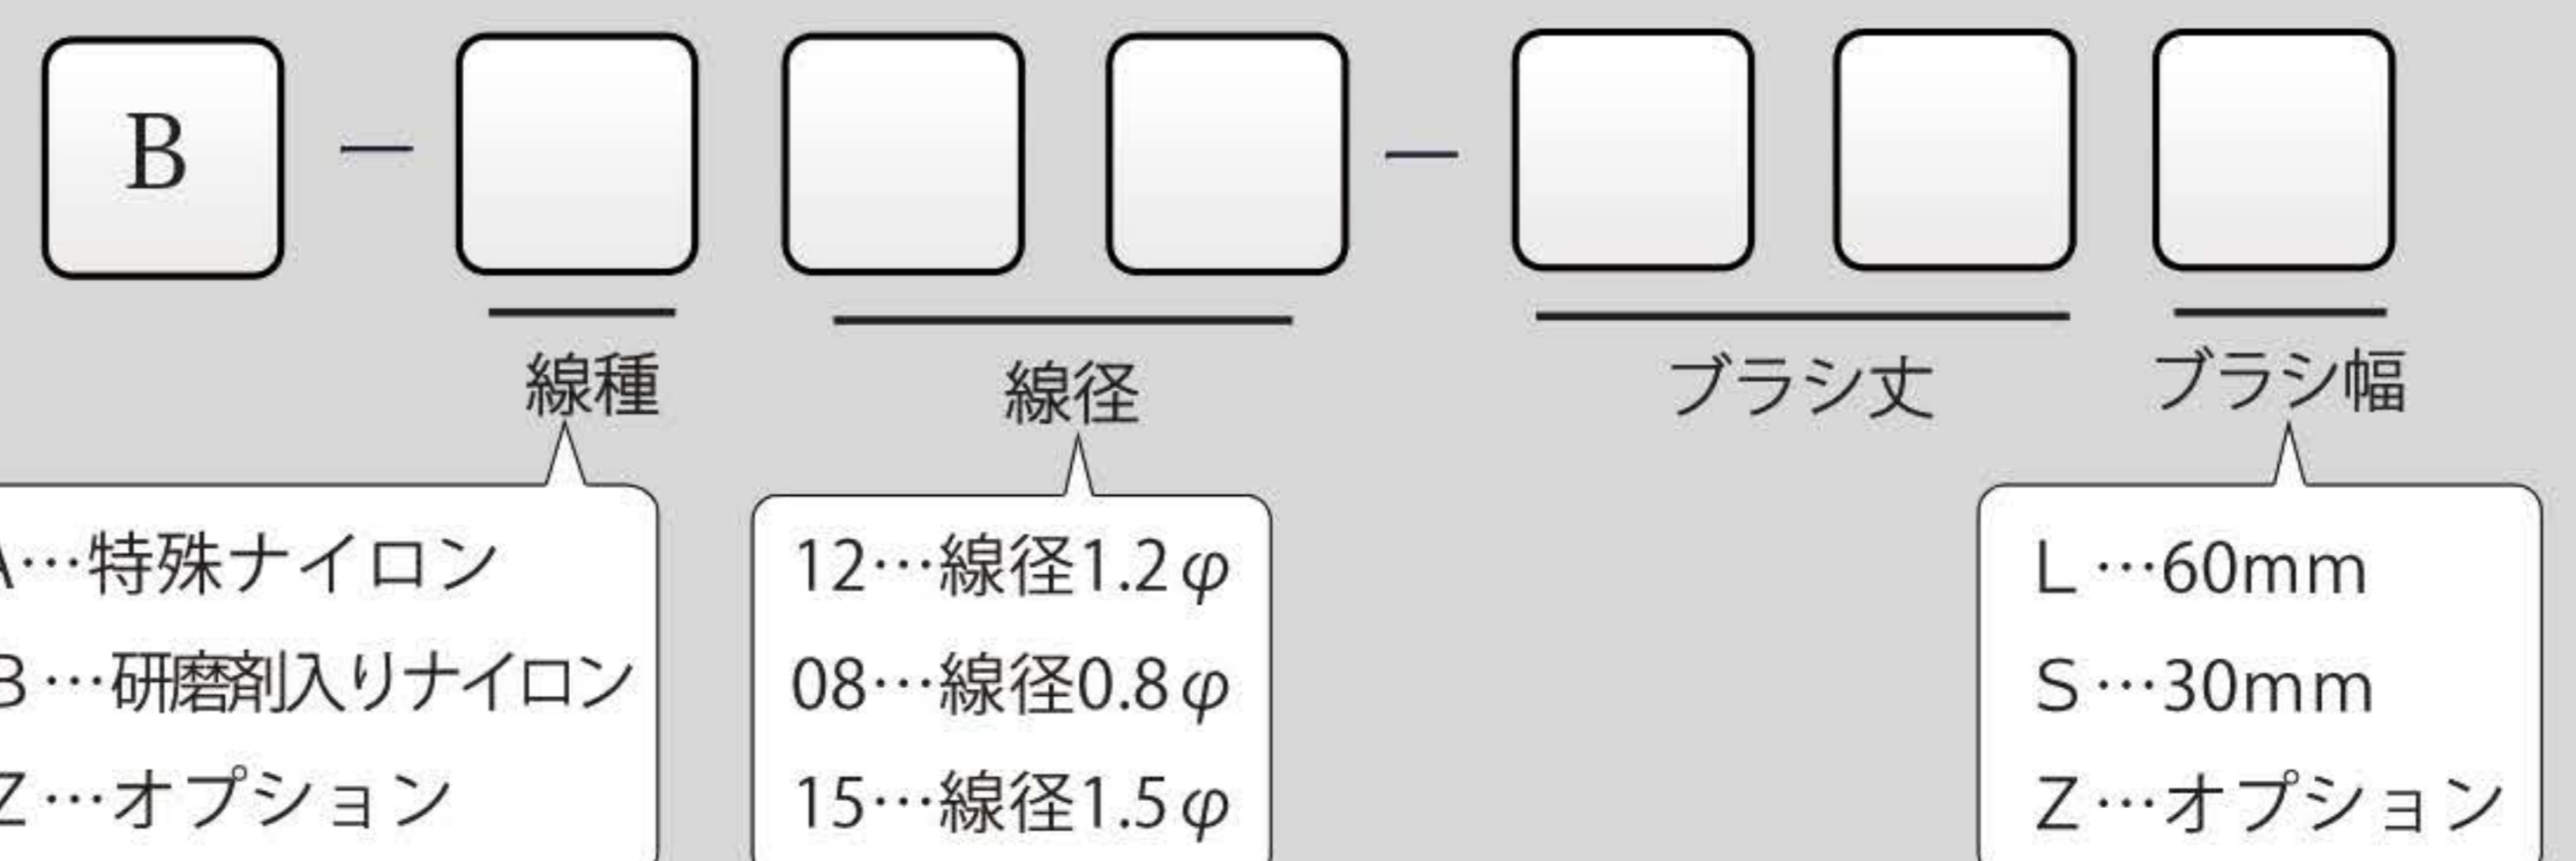 B
線種
線径
ブラシ丈
ブラシ幅
A…特殊ナイロン
B…研磨剤入りナイロン
Z…オプション
12…線径1.2φ
08…線径0.8φ
15…線径1.5φ
L…60mm
S…30mm
Z…オプション